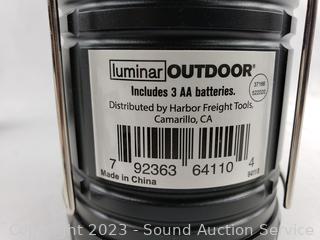 luminar OUTDOOR®
Includes 3 AA batteries.
Distributed by Harbor Freight Tools,
Camarillo, CA
7 92363 64110 4
Made in China
64110
Copyright 2023 - Sound Auction Service